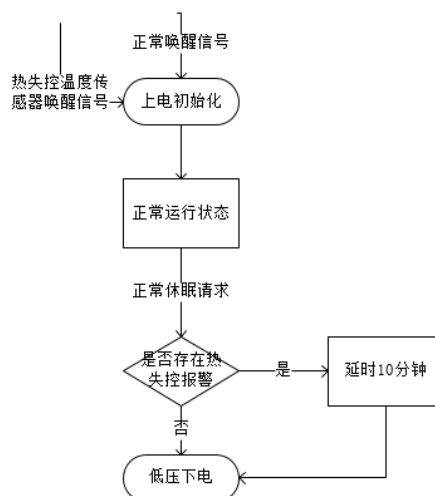 正常唤醒信号
热失控温度传
感器唤醒信号
上电初始化
正常运行状态
正常休眠请求
是否存在热
失控报警
是
延时10分钟
否
低压下电